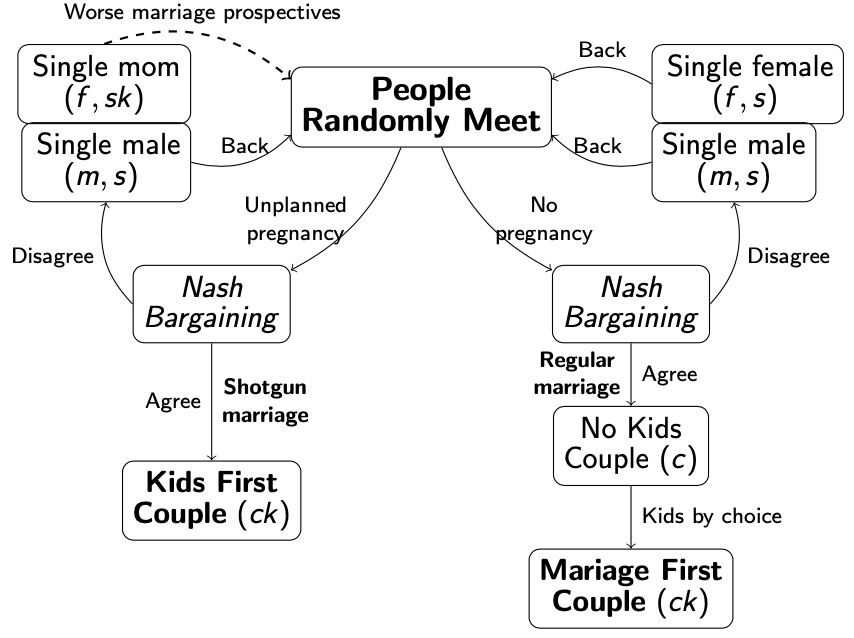 Worse marriage prospectives
Single mom
(f, sk)
Single male
(m, s)
Back
People
Randomly Meet
Back
Back
Single female
(f, s)
Single male
(m, s)
Unplanned
pregnancy
No
pregnancy
Disagree
Disagree
Nash
Bargaining
Nash
Bargaining
Agree
Shotgun
marriage
Regular
marriage
Agree
Kids First
Couple (ck)
No Kids
Couple (c)
Kids by choice
Mariage First
Couple (ck)